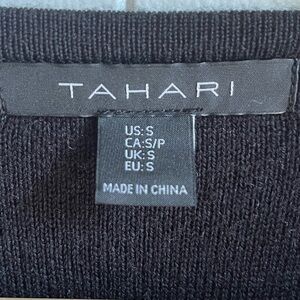 TAHARI
US: S
CA:S/P
UK: S
EU: S
MADE IN CHINA